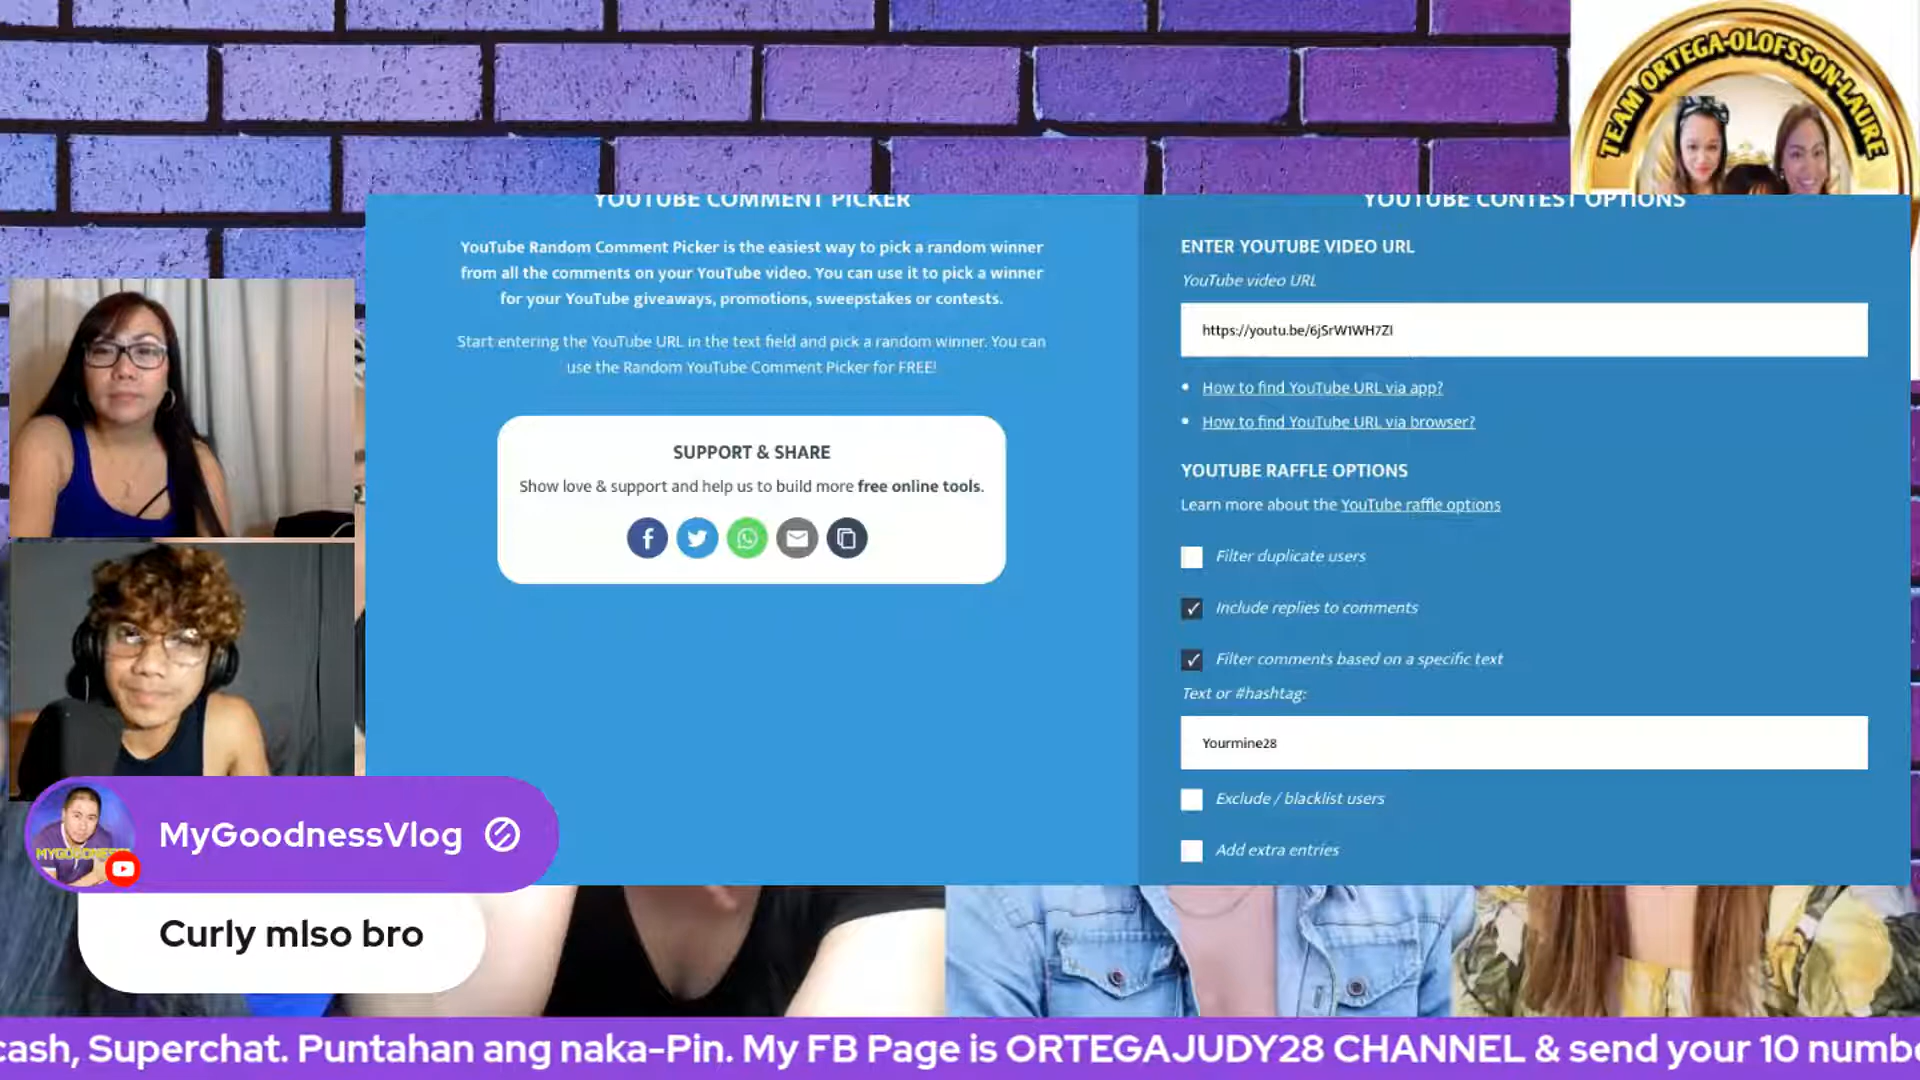 TEAM ORTEGA-OLOFSSON-LAURE
YOUTUBE COMMENT PICKER
YouTube Random Comment Picker is the easiest way to pick a random winner
from all the comments on your YouTube video. You can use it to pick a winner
for your YouTube giveaways, promotions, sweepstakes or contests.
Start entering the YouTube URL in the text field and pick a random winner. You can
use the Random YouTube Comment Picker for FREE!
SUPPORT & SHARE
Show love & support and help us to build more free online tools.
YOUTUBE CONTEST OPTIONS
ENTER YOUTUBE VIDEO URL
YouTube video URL
https://youtu.be/6jSrW1WH7ZI
How to find YouTube URL via app?
How to find YouTube URL via browser?
YOUTUBE RAFFLE OPTIONS
Learn more about the YouTube raffle options
Filter duplicate users
Include replies to comments
Filter comments based on a specific text
Text or #hashtag:
Yourmine28
Exclude / blacklist users
Add extra entries
MyGoodnessVlog
Curly mlso bro
cash, Superchat. Puntahan ang naka-Pin. My FB Page is ORTEGAJUDY28 CHANNEL & send your 10 numbe